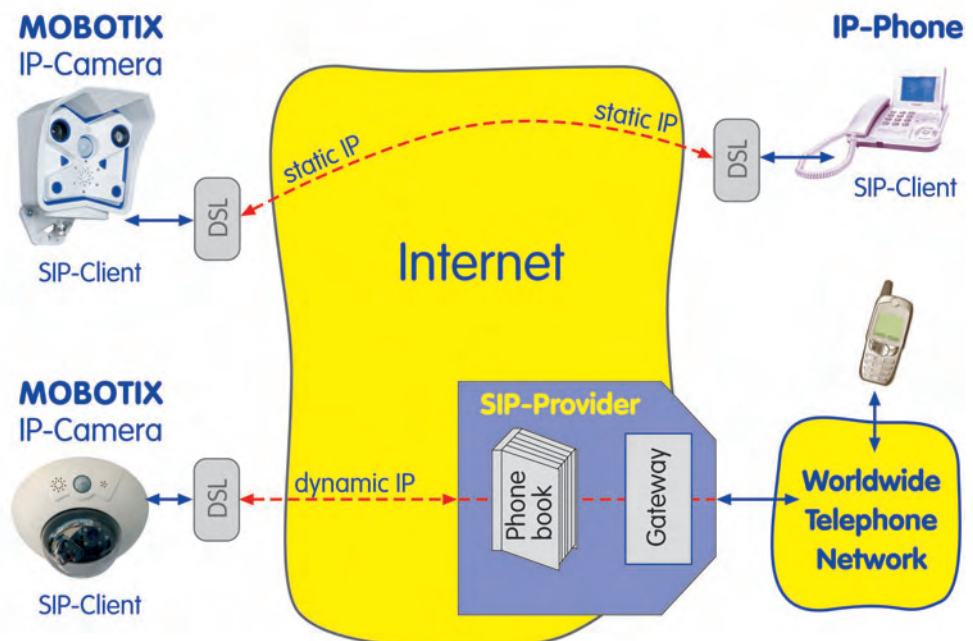 MOBOTIX
IP-Camera
IP-Phone
static IP
static IP
DSL
DSL
SIP-Client
SIP-Client
Internet
MOBOTIX
IP-Camera
SIP-Provider
DSL
dynamic IP
Phone
book
Gateway
Worldwide
Telephone
Network
SIP-Client